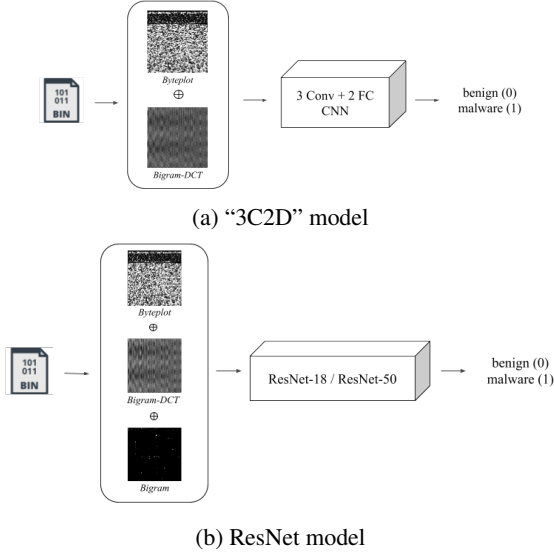 101
011
BIN
Byteplot
⊕
Bigram-DCT
3 Conv + 2 FC
CNN
benign (0)
malware (1)
(a) “3C2D” model
101
011
BIN
Byteplot
⊕
Bigram-DCT
⊕
Bigram
ResNet-18 / ResNet-50
benign (0)
malware (1)
(b) ResNet model